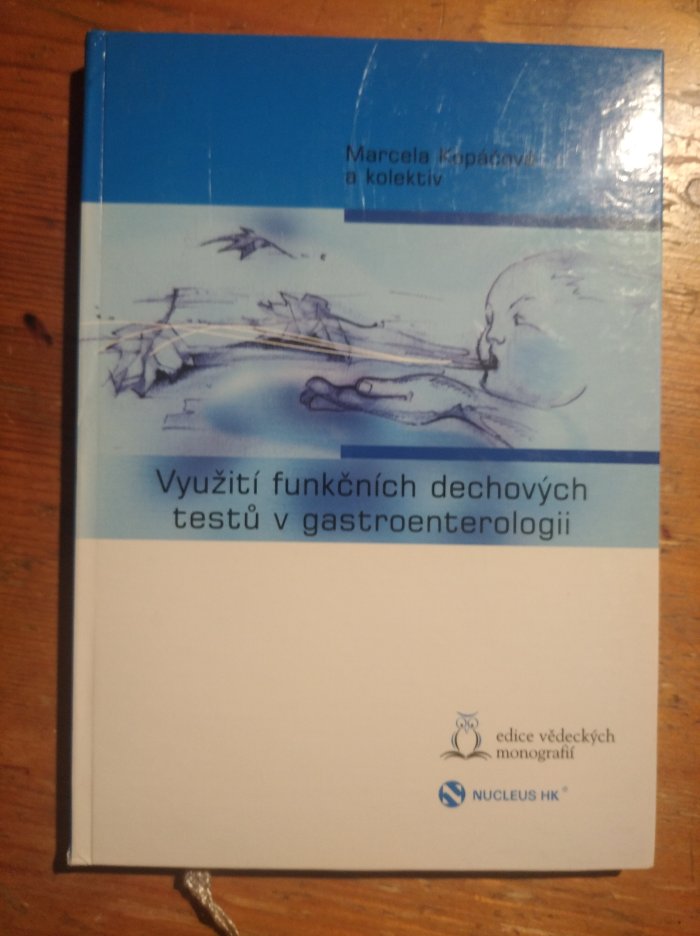 Marcela Kopáčová
a kolektiv
Využití funkčních dechových
testů v gastroenterologii
edice vědeckých
monografií
NUCLEUS HK®